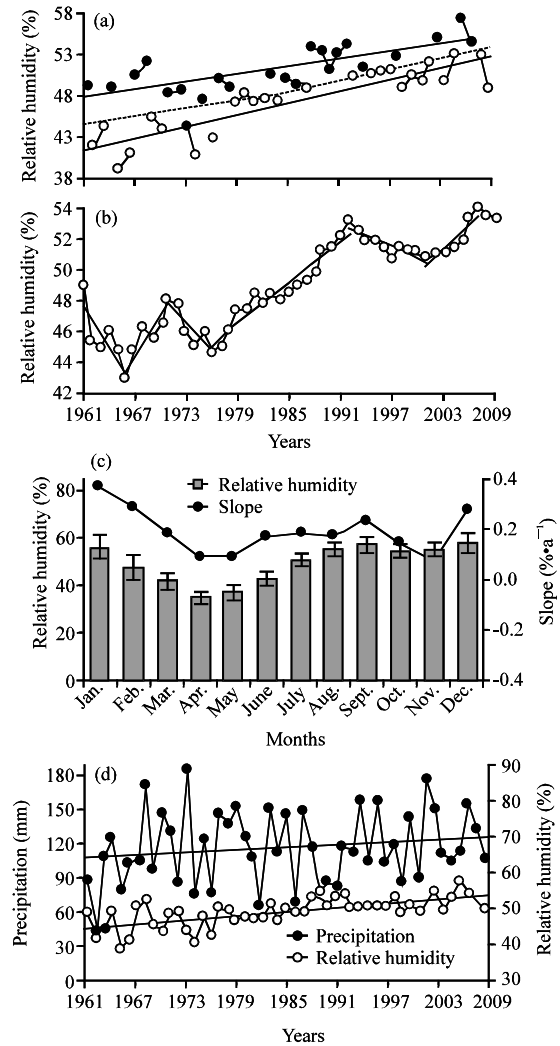 (a)
58
53
48
43
38
Relative humidity (%)
(b)
54
52
50
48
46
44
42
Relative humidity (%)
1961 1967 1973 1979 1985 1991 1997 2003 2009
Years
(c)
Relative humidity
Slope
80
60
40
20
0
Relative humidity (%)
0.4
0.2
0.0
-0.2
-0.4
Slope (%•a⁻¹)
Jan. Feb. Mar. Apr. May June July Aug. Sept. Oct. Nov. Dec.
Months
(d)
180
150
120
90
60
30
0
Precipitation (mm)
90
80
70
60
50
40
30
Relative humidity (%)
Precipitation
Relative humidity
1961 1967 1973 1979 1985 1991 1997 2003 2009
Years